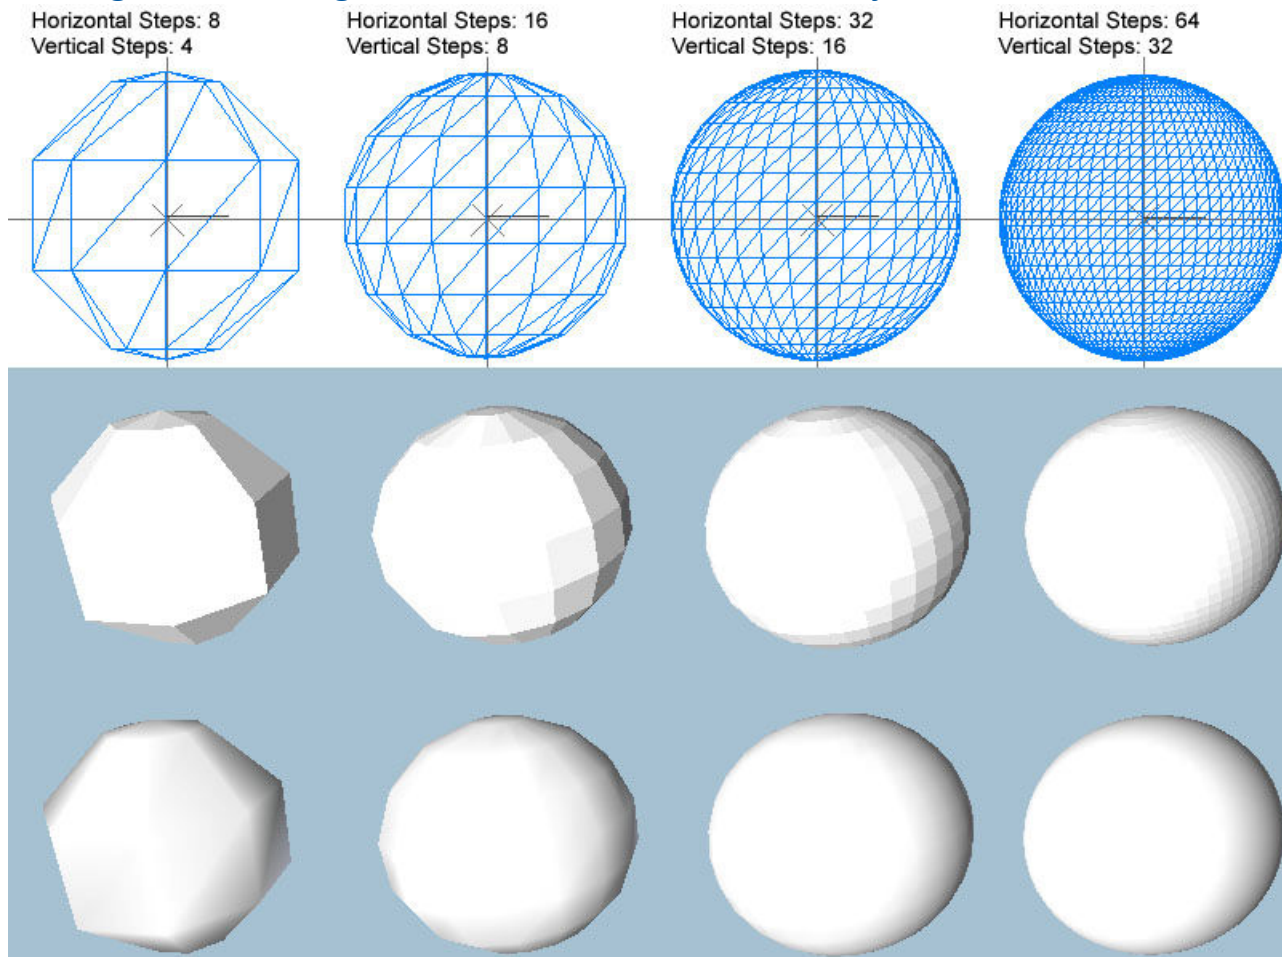 Horizontal Steps: 8
Vertical Steps: 4
Horizontal Steps: 16
Vertical Steps: 8
Horizontal Steps: 32
Vertical Steps: 16
Horizontal Steps: 64
Vertical Steps: 32